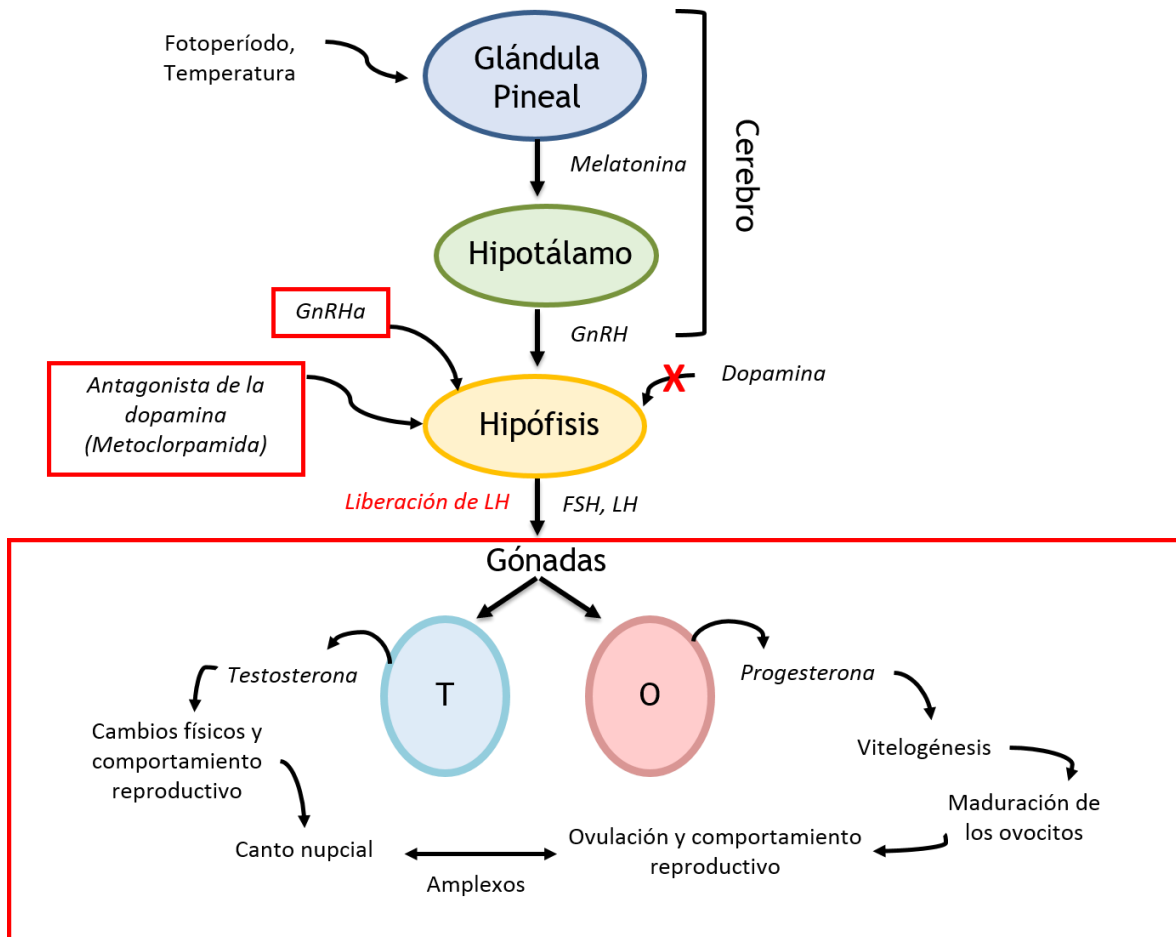 Fotoperíodo,
Temperatura
Glándula
Pineal
Cerebro
Melatonina
Hipotálamo
GnRHa
GnRH
Antagonista de la
dopamina
(Metoclorpamida)
X
Dopamina
Hipófisis
Liberación de LH
FSH, LH
Gónadas
Testosterona
T
O
Progesterona
Cambios físicos y
comportamiento
reproductivo
Vitelogénesis
Maduración de
los ovocitos
Canto nupcial
Ovulación y comportamiento
reproductivo
Amplexos